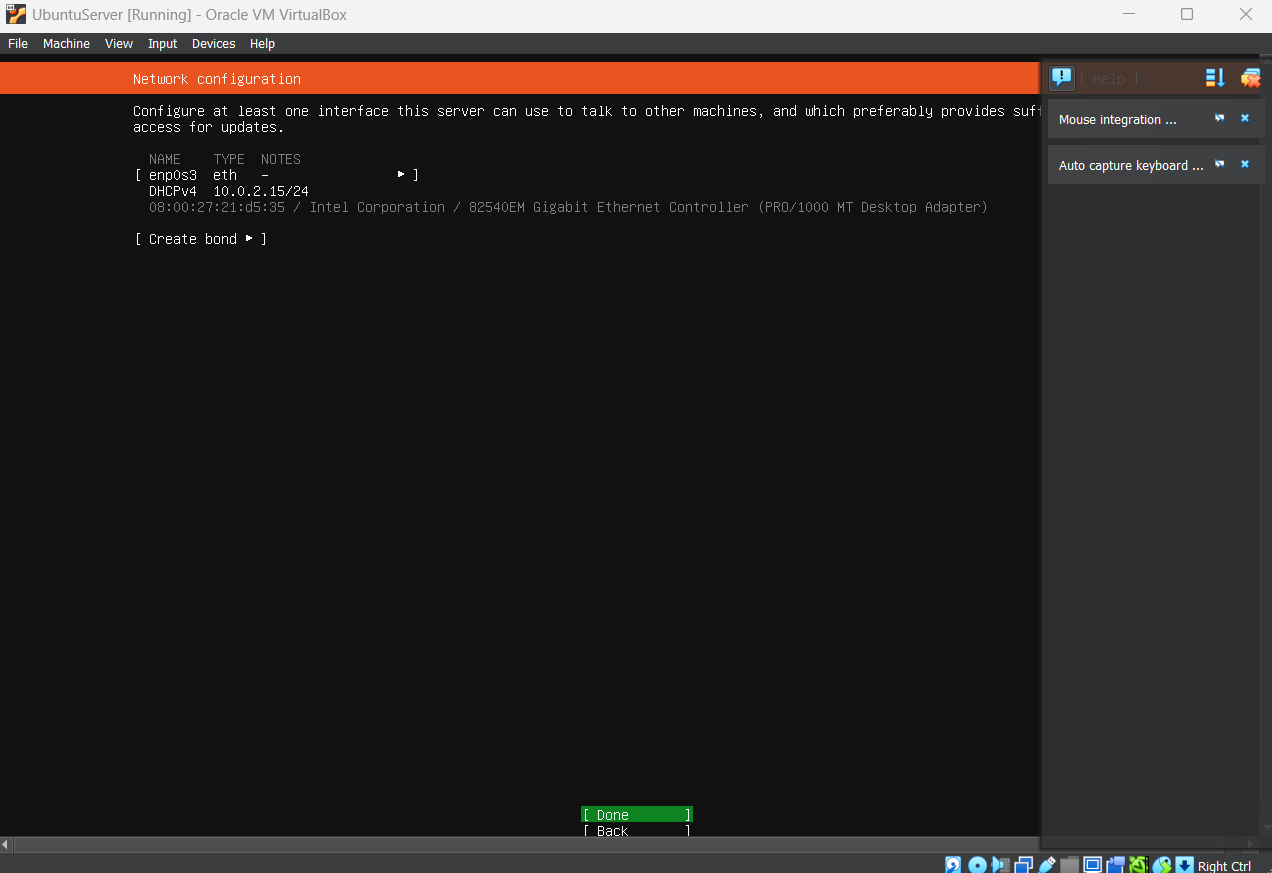 UbuntuServer [Running] - Oracle VM VirtualBox
File Machine View Input Devices Help
Network configuration
[ Help ]
Configure at least one interface this server can use to talk to other machines, and which preferably provides suff
access for updates.
Mouse integration ...
Auto capture keyboard ...
NAME TYPE NOTES
[ enp0s3 eth - ▸ ]
DHCPv4 10.0.2.15/24
08:00:27:21:d5:35 / Intel Corporation / 82540EM Gigabit Ethernet Controller (PRO/1000 MT Desktop Adapter)
[ Create bond ▸ ]
[ Done ]
[ Back ]
Right Ctrl